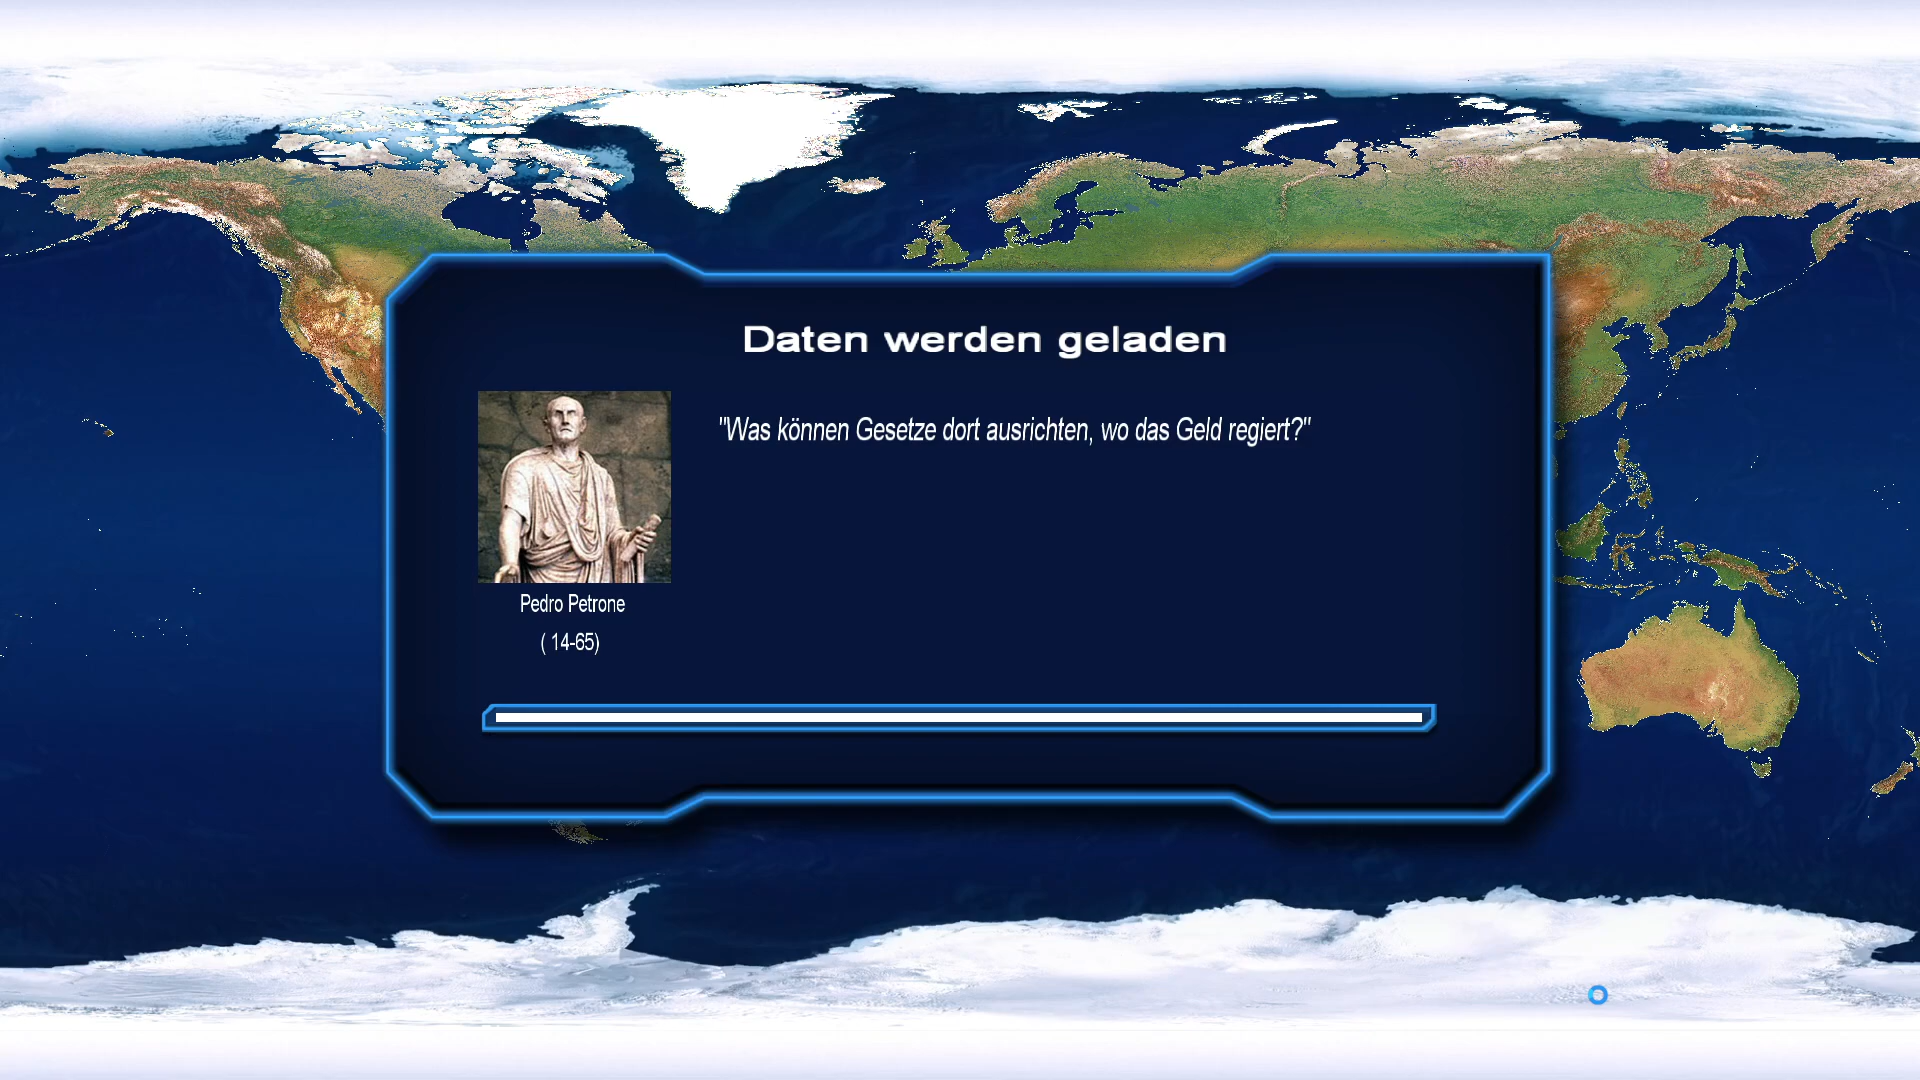 Daten werden geladen
"Was können Gesetze dort ausrichten, wo das Geld regiert?"
Pedro Petrone
( 14-65)